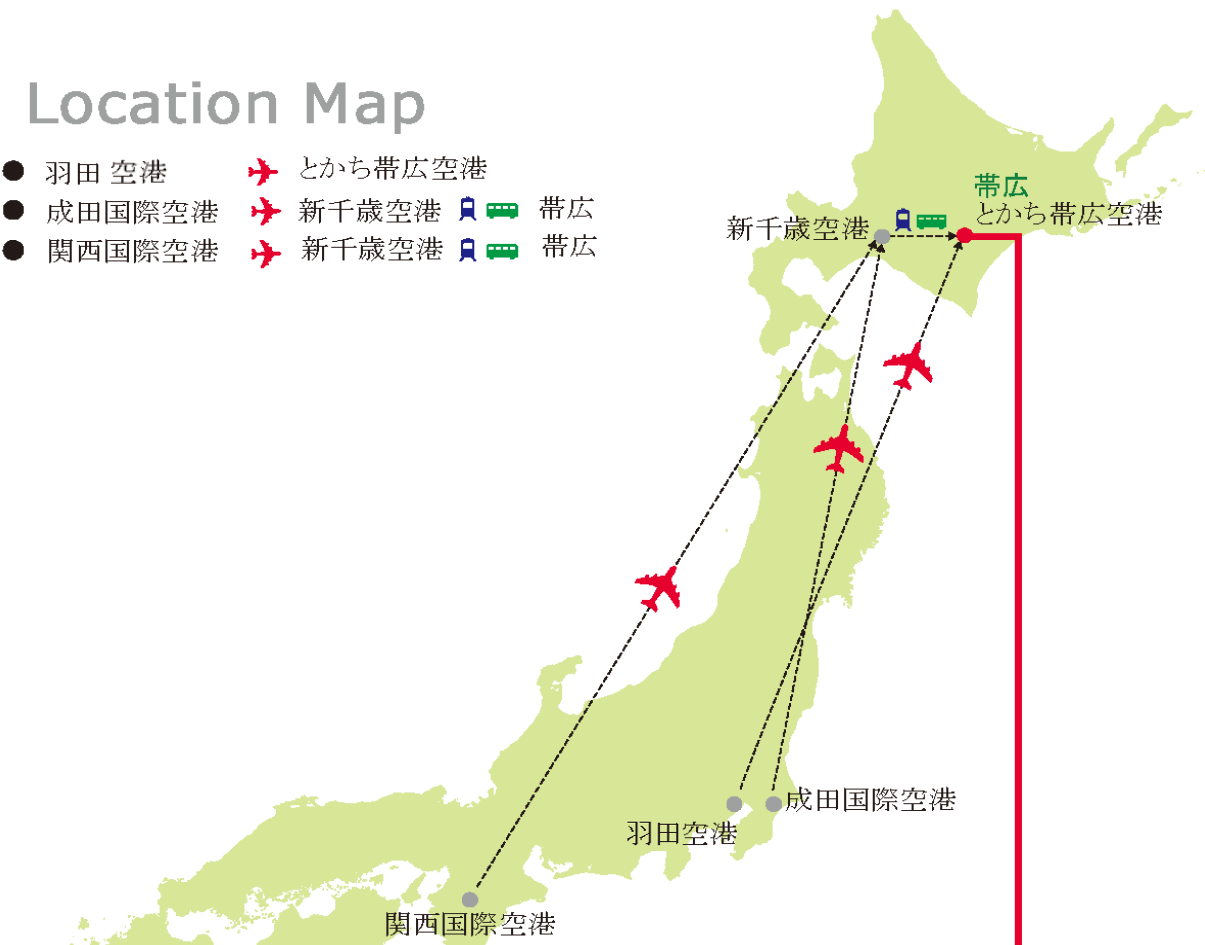 Location Map
● 羽田 空港 とかち帯広空港
● 成田国際空港 新千歳空港 帯広
● 関西国際空港 新千歳空港 帯広
帯広
とかち帯広空港
新千歳空港
成田国際空港
羽田空港
関西国際空港